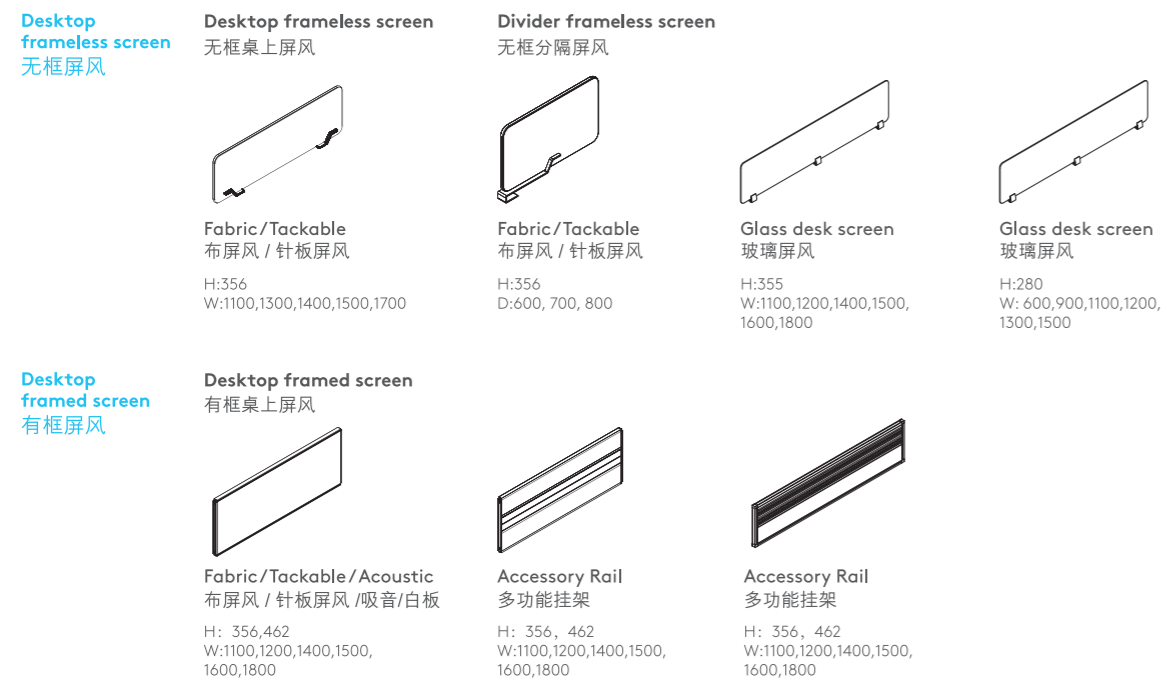 Desktop
frameless screen
无框屏风
Desktop frameless screen
无框桌上屏风
Divider frameless screen
无框分隔屏风
Fabric/Tackable
布屏风 / 针板屏风
H:356
W:1100,1300,1400,1500,1700
Fabric/Tackable
布屏风 / 针板屏风
H:356
D:600, 700, 800
Glass desk screen
玻璃屏风
H:355
W:1100,1200,1400,1500,
1600,1800
Glass desk screen
玻璃屏风
H:280
W: 600,900,1100,1200,
1300,1500
Desktop
framed screen
有框屏风
Desktop framed screen
有框桌上屏风
Fabric/Tackable/Acoustic
布屏风 / 针板屏风 /吸音/白板
H: 356,462
W:1100,1200,1400,1500,
1600,1800
Accessory Rail
多功能挂架
H: 356, 462
W:1100,1200,1400,1500,
1600,1800
Accessory Rail
多功能挂架
H: 356, 462
W:1100,1200,1400,1500,
1600,1800